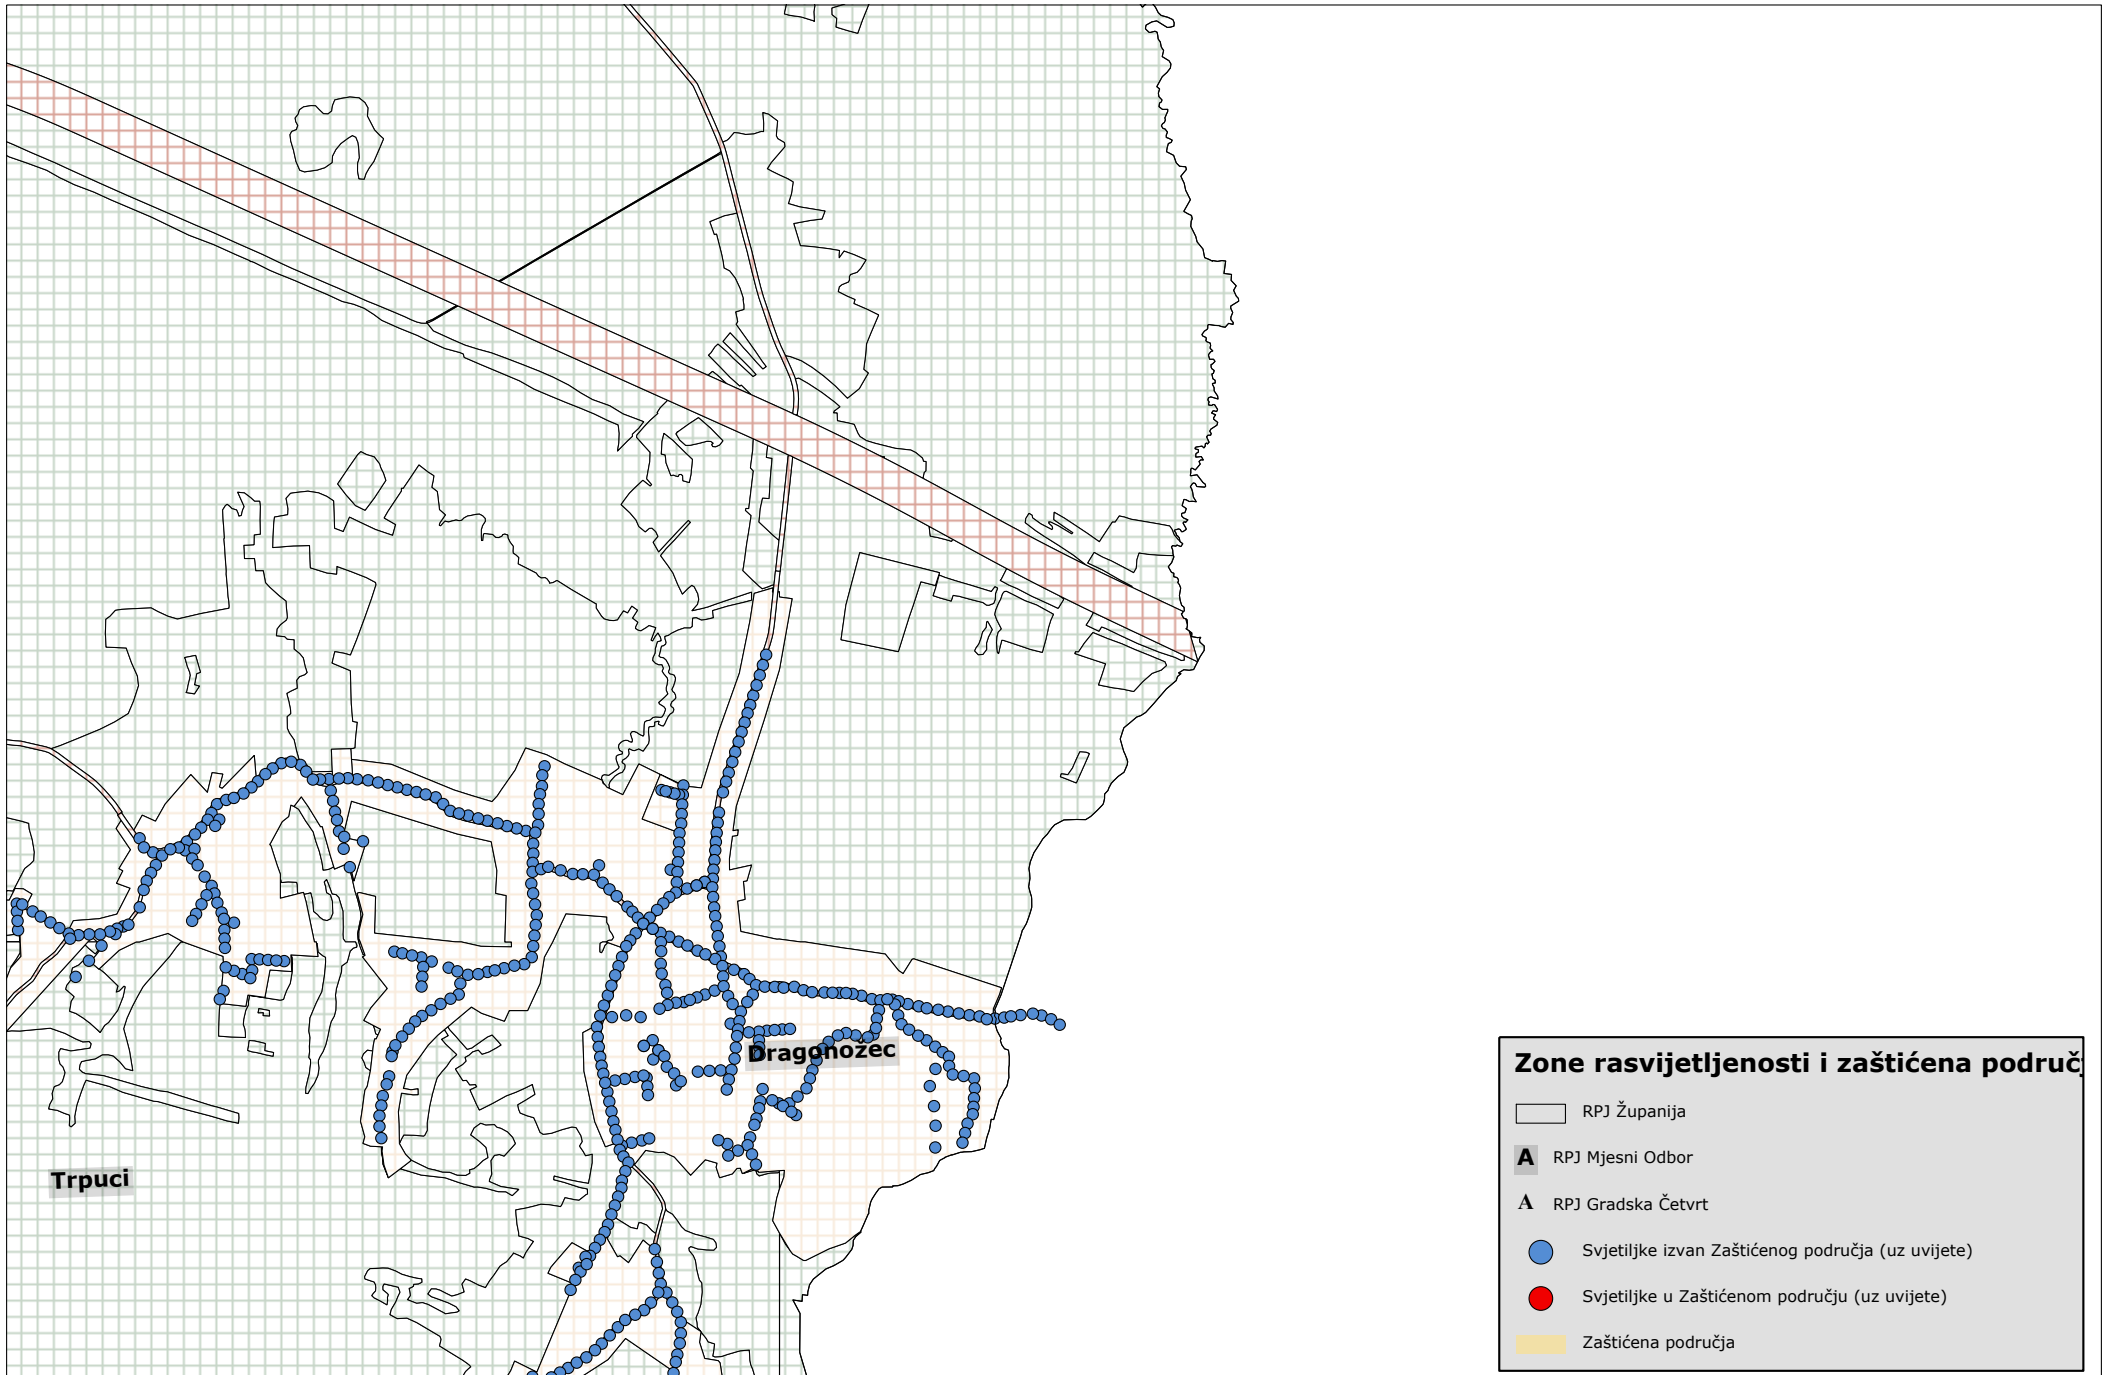 Dragonožec
Trpuci
Zone rasvijetljenosti i zaštićena područ
RPJ Županija
A RPJ Mjesni Odbor
A RPJ Gradska Četvrt
Svjetiljke izvan Zaštićenog područja (uz uvijete)
Svjetiljke u Zaštićenom području (uz uvijete)
Zaštićena područja